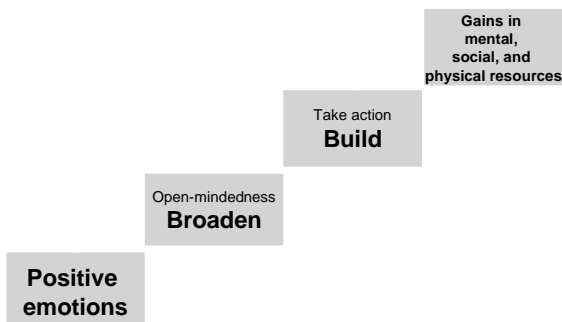 Gains in
mental,
social, and
physical resources
Take action
Build
Open-mindedness
Broaden
Positive
emotions